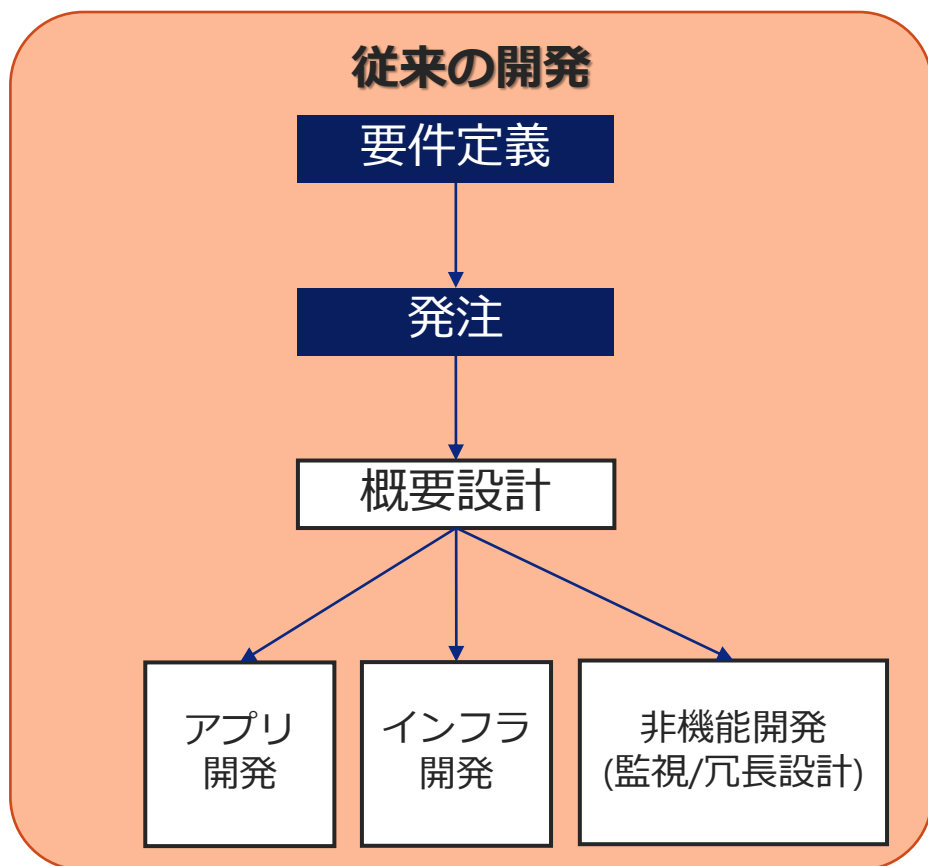 従来の開発
要件定義
発注
概要設計
アプリ
開発
インフラ
開発
非機能開発
(監視/冗長設計)